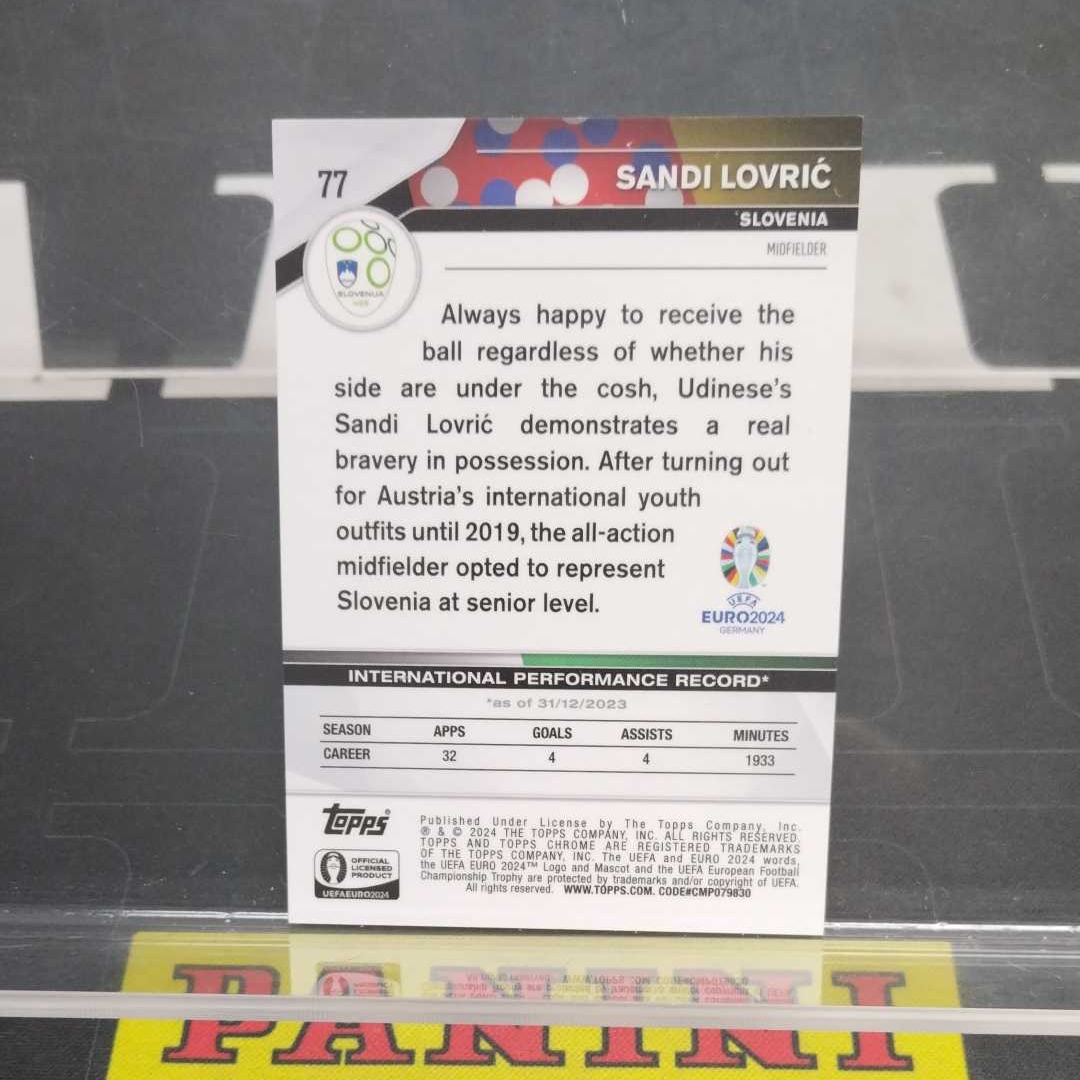 77
SANDI LOVRIĆ
SLOVENIA
MIDFIELDER
SLOVENIJA
NZS
Always happy to receive the
ball regardless of whether his
side are under the cosh, Udinese's
Sandi Lovrić demonstrates a real
bravery in possession. After turning out
for Austria's international youth
outfits until 2019, the all-action
midfielder opted to represent
Slovenia at senior level.
UEFA
EURO2024
GERMANY
INTERNATIONAL PERFORMANCE RECORD*
*as of 31/12/2023
SEASON APPS GOALS ASSISTS MINUTES
CAREER 32 4 4 1933
topps®
OFFICIAL
LICENSED
PRODUCT
UEFAEURO2024
Published Under License by The Topps Company, Inc.
® & © 2024 THE TOPPS COMPANY, INC. ALL RIGHTS RESERVED.
TOPPS AND TOPPS CHROME ARE REGISTERED TRADEMARKS
OF THE TOPPS COMPANY, INC. The UEFA and EURO 2024 words,
the UEFA EURO 2024™ Logo and Mascot and the UEFA European Football
Championship Trophy are protected by trademarks and/or copyright of UEFA.
All rights reserved. WWW.TOPPS.COM. CODE#CMP079830
PANINI